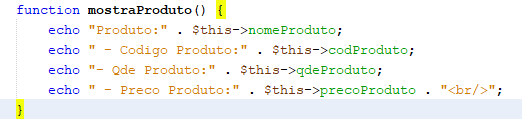 function mostraProduto() {
echo "Produto:" . $this->nomeProduto;
echo " - Codigo Produto:" . $this->codProduto;
echo "- Qde Produto:" . $this->qdeProduto;
echo " - Preco Produto:" . $this->precoProduto . "<br/>";
}